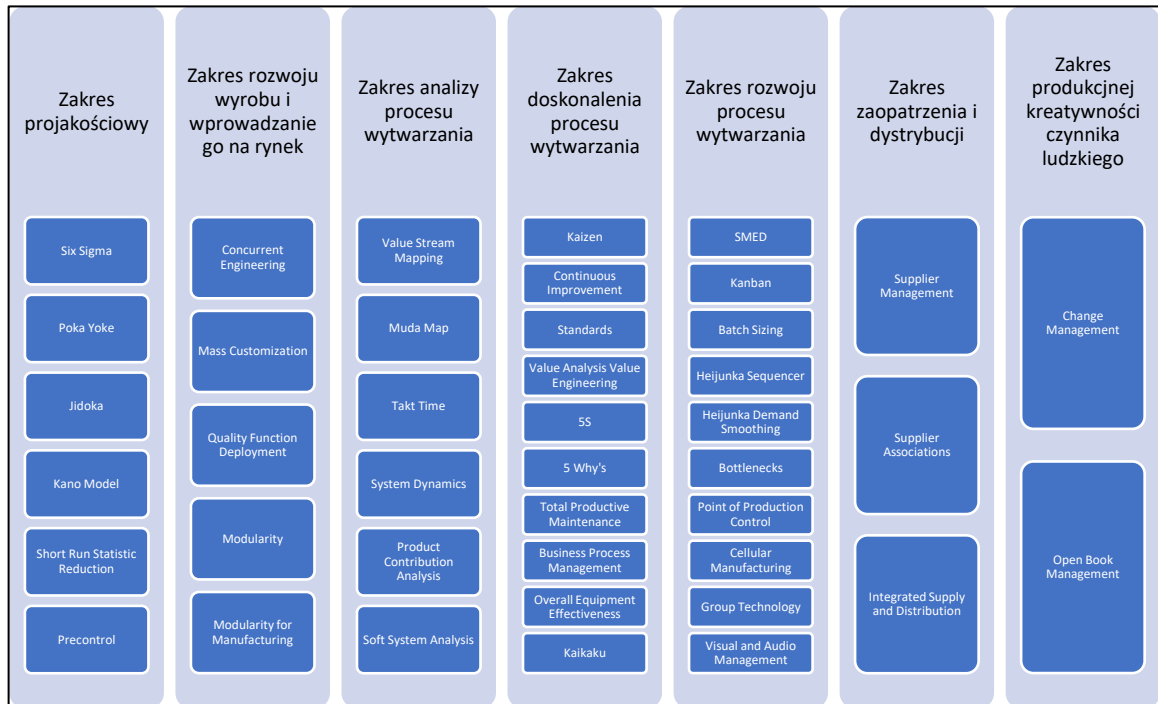 Zakres
projakościowy
Six Sigma
Poka Yoke
Jidoka
Kano Model
Short Run Statistic
Reduction
Precontrol
Zakres rozwoju
wyrobu i
wprowadzanie
go na rynek
Concurrent
Engineering
Mass Customization
Quality Function
Deployment
Modularity
Modularity for
Manufacturing
Zakres analizy
procesu
wytwarzania
Value Stream
Mapping
Muda Map
Takt Time
System Dynamics
Product
Contribution
Analysis
Soft System Analysis
Zakres
doskonalenia
procesu
wytwarzania
Kaizen
Continuous
Improvement
Standards
Value Analysis Value
Engineering
5S
5 Why's
Total Productive
Maintenance
Business Process
Management
Overall Equipment
Effectiveness
Kaikaku
Zakres rozwoju
procesu
wytwarzania
SMED
Kanban
Batch Sizing
Heijunka Sequencer
Heijunka Demand
Smoothing
Bottlenecks
Point of Production
Control
Cellular
Manufacturing
Group Technology
Visual and Audio
Management
Zakres
zaopatrzenia i
dystrybucji
Supplier
Management
Supplier
Associations
Integrated Supply
and Distribution
Zakres
produkcjnej
kreatywności
czynnika
ludzkiego
Change
Management
Open Book
Management